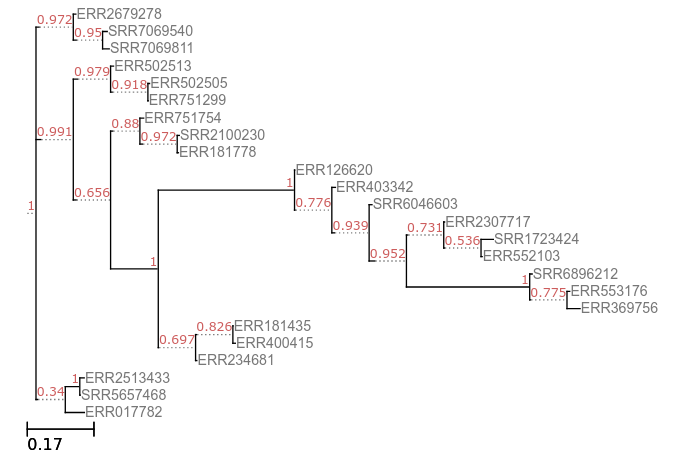 0.972 ERR2679278
0.95 SRR7069540
SRR7069811
0.979 ERR502513
0.918 ERR502505
ERR751299
0.88 ERR751754
0.991
0.972 SRR2100230
ERR181778
1 ERR126620
0.656
0.776 ERR403342
1
0.939 SRR6046603
0.731 ERR2307717
0.952
0.536 SRR1723424
ERR552103
1
1 SRR6896212
0.775 ERR553176
ERR369756
0.826 ERR181435
0.697
ERR400415
ERR234681
1 ERR2513433
0.34
SRR5657468
ERR017782
0.17